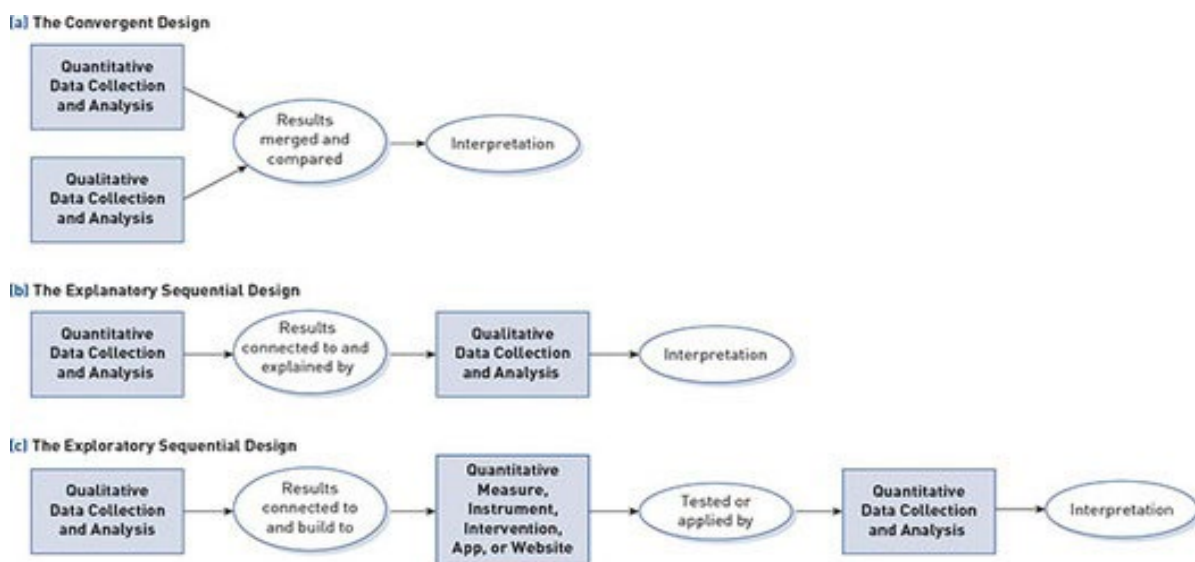 (a) The Convergent Design
Quantitative
Data Collection
and Analysis
Results
merged and
compared
Interpretation
Qualitative
Data Collection
and Analysis
(b) The Explanatory Sequential Design
Quantitative
Data Collection
and Analysis
Results
connected to and
explained by
Qualitative
Data Collection
and Analysis
Interpretation
(c) The Exploratory Sequential Design
Qualitative
Data Collection
and Analysis
Results
connected to
and build to
Quantitative
Measure,
Instrument,
Intervention,
App, or Website
Tested or
applied by
Quantitative
Data Collection
and Analysis
Interpretation